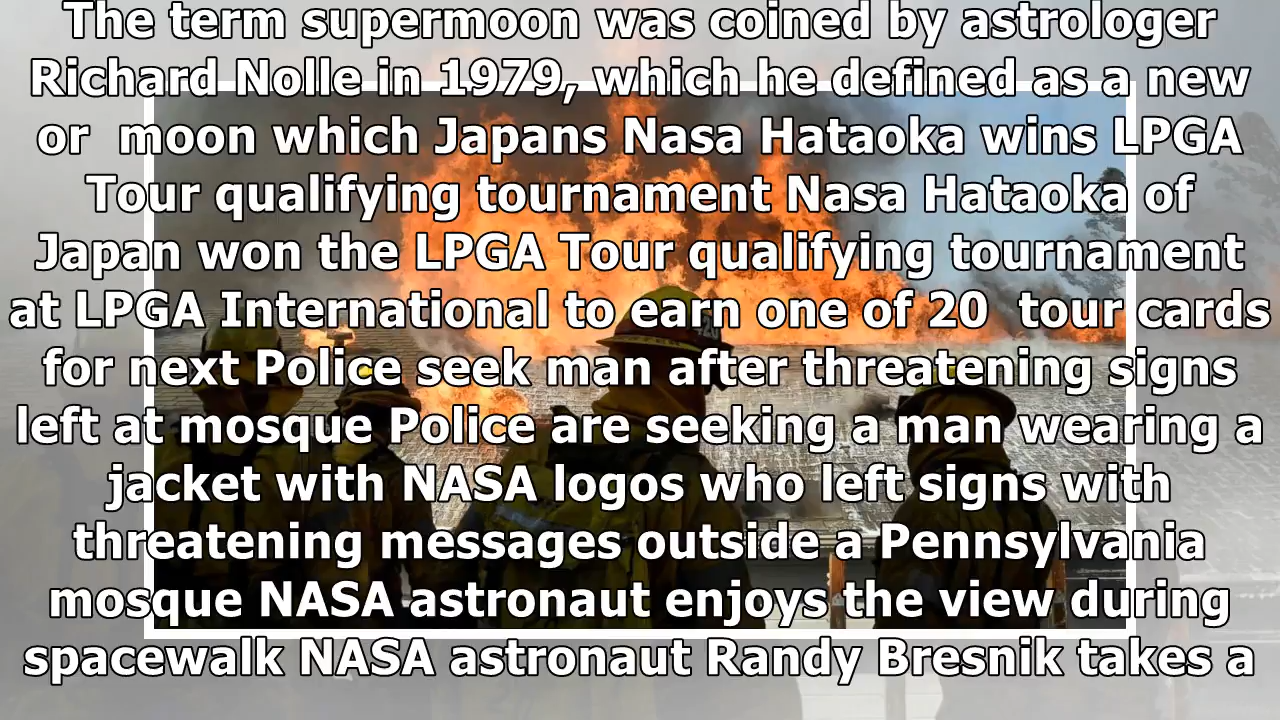 The term supermoon was coined by astrologer
Richard Nolle in 1979, which he defined as a new
or  moon which Japans Nasa Hataoka wins LPGA
Tour qualifying tournament Nasa Hataoka of
Japan won the LPGA Tour qualifying tournament
at LPGA International to earn one of 20  tour cards
for next Police seek man after threatening signs
left at mosque Police are seeking a man wearing a
jacket with NASA logos who left signs with
threatening messages outside a Pennsylvania
mosque NASA astronaut enjoys the view during
spacewalk NASA astronaut Randy Bresnik takes a